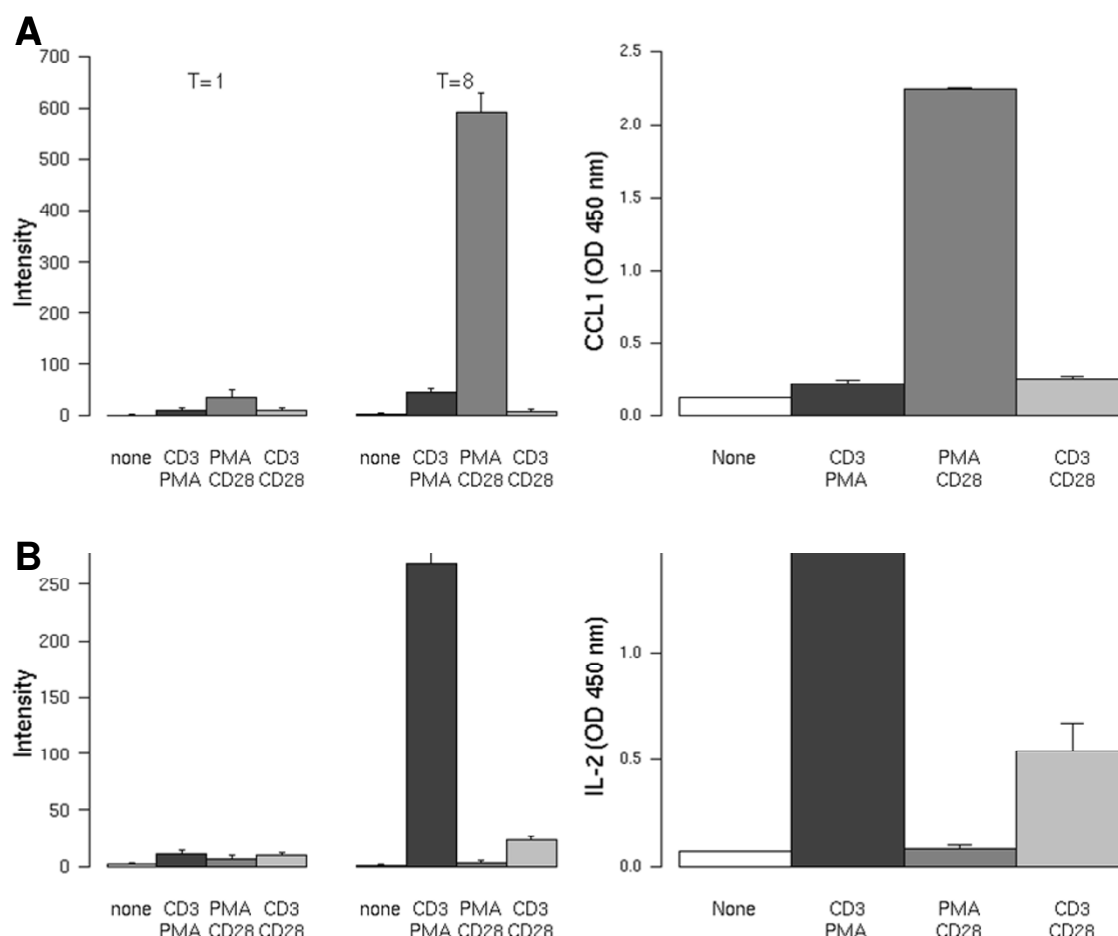 A
700
600
500
400
300
200
100
0
Intensity
T=1
T=8
none CD3 PMA CD3
PMA CD28 CD28
none CD3 PMA CD3
PMA CD28 CD28
2.5
2.0
1.5
1.0
0.5
0.0
CCL1 (OD 450 nm)
None CD3 PMA CD3
PMA CD28 CD28
B
250
200
150
100
50
0
Intensity
none CD3 PMA CD3
PMA CD28 CD28
none CD3 PMA CD3
PMA CD28 CD28
1.0
0.5
0.0
IL-2 (OD 450 nm)
None CD3 PMA CD3
PMA CD28 CD28